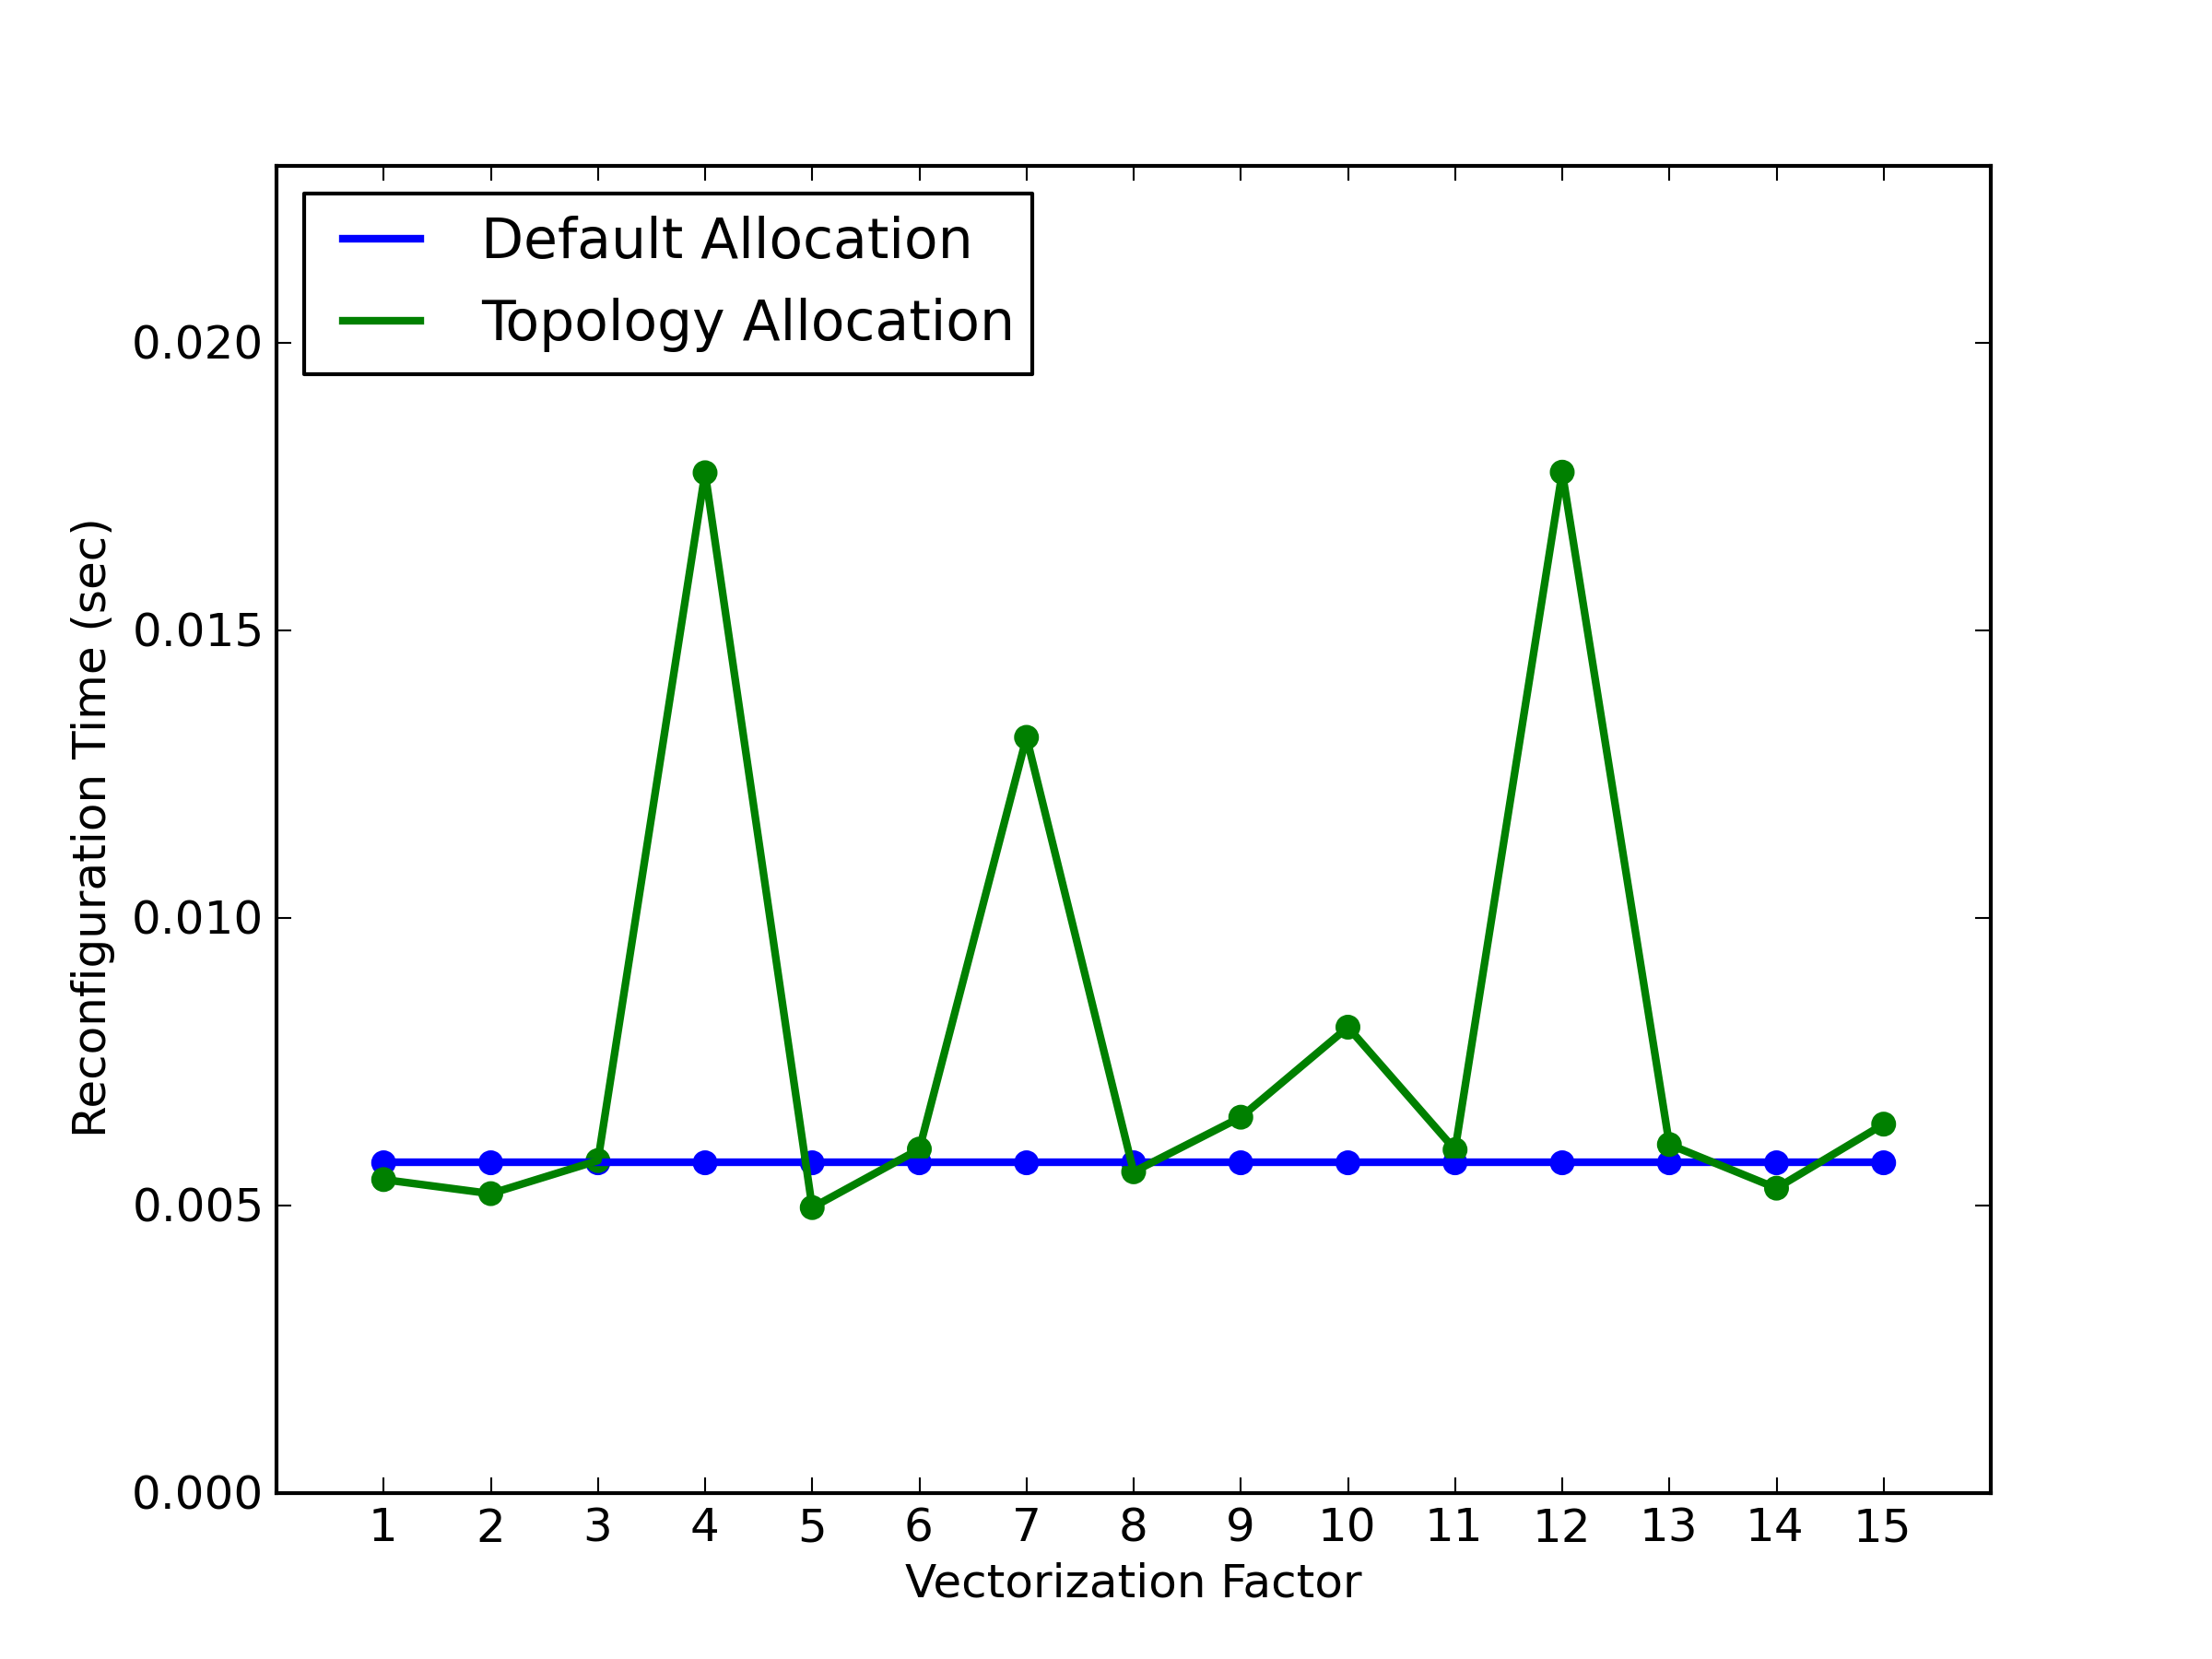 Default Allocation
Topology Allocation
0.020
0.015
0.010
0.005
0.000
Reconfiguration Time (sec)
1 2 3 4 5 6 7 8 9 10 11 12 13 14 15
Vectorization Factor